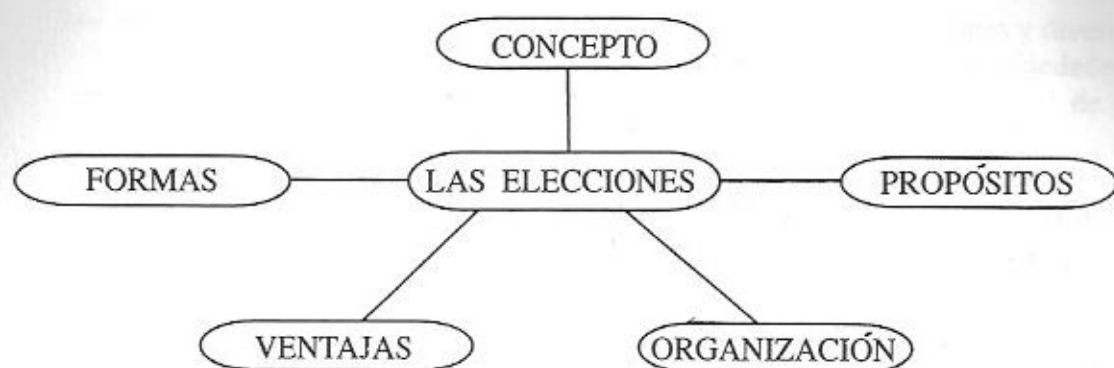 CONCEPTO
FORMAS
LAS ELECCIONES
PROPÓSITOS
VENTAJAS
ORGANIZACIÓN